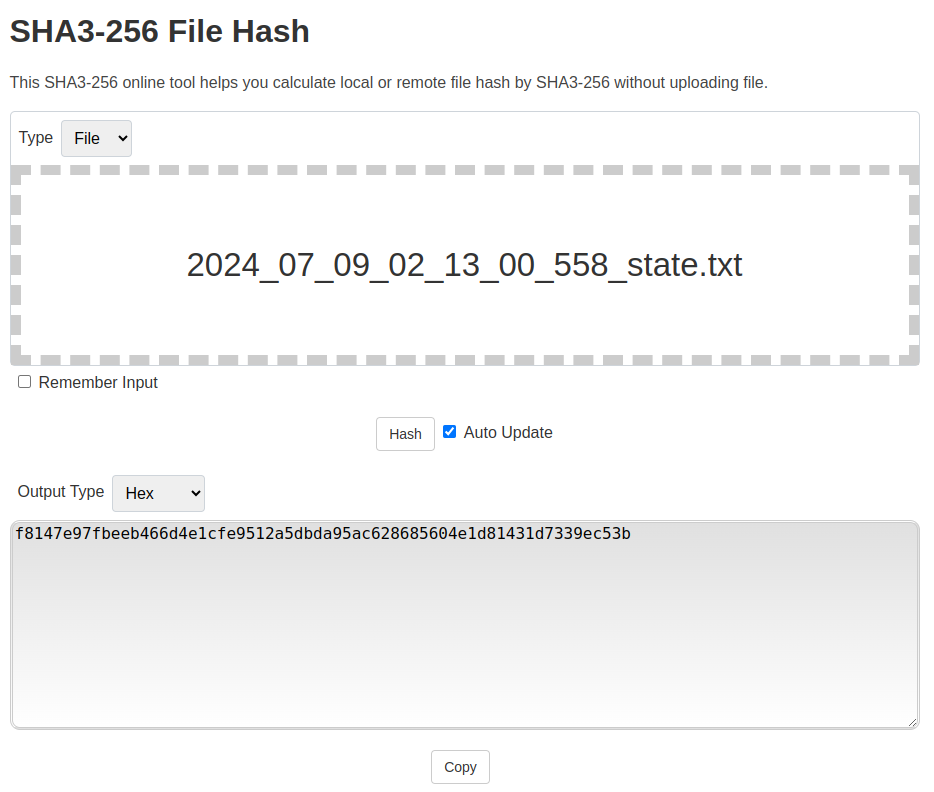 SHA3-256 File Hash
This SHA3-256 online tool helps you calculate local or remote file hash by SHA3-256 without uploading file.
Type File
2024_07_09_02_13_00_558_state.txt
Remember Input
Hash Auto Update
Output Type Hex
f8147e97fbeeb466d4e1cfe9512a5dbda95ac628685604e1d81431d7339ec53b
Copy